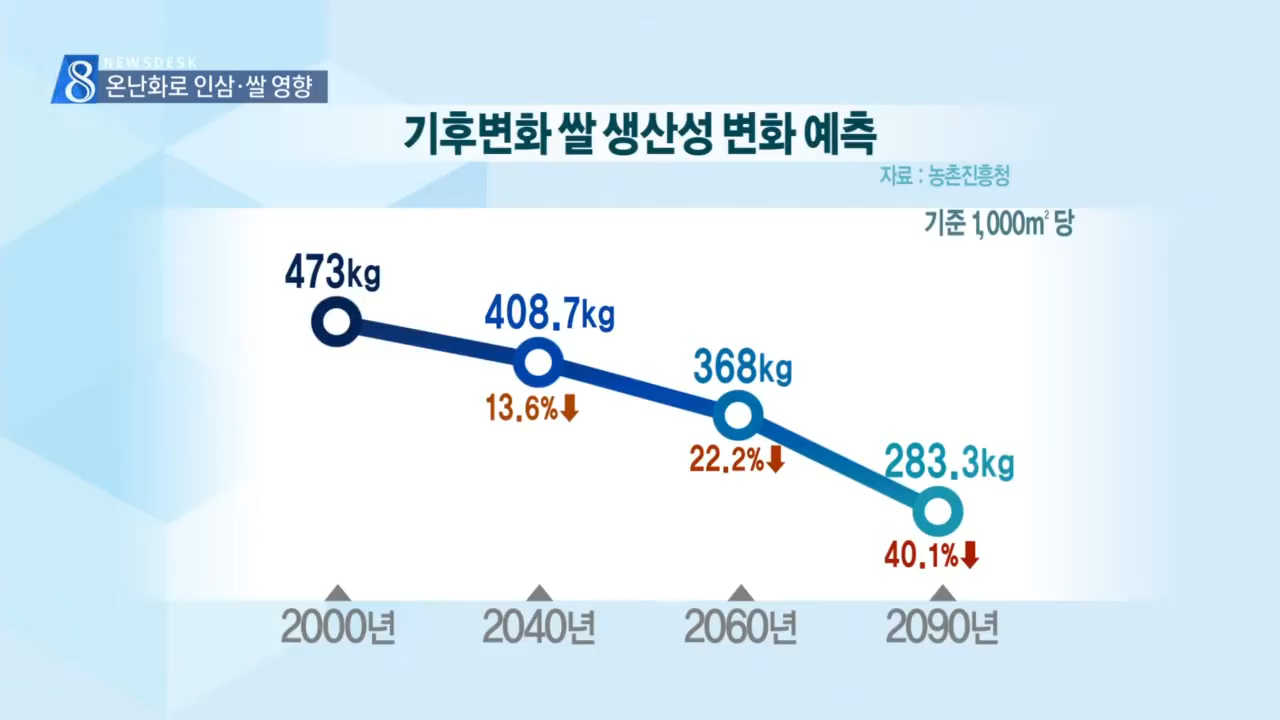 NEWSDESK
8 온난화로 인삼·쌀 영향
기후변화 쌀 생산성 변화 예측
자료 : 농촌진흥청
기준 1,000㎡ 당
473kg
408.7kg
13.6%⬇
368kg
22.2%⬇
283.3kg
40.1%⬇
2000년 2040년 2060년 2090년